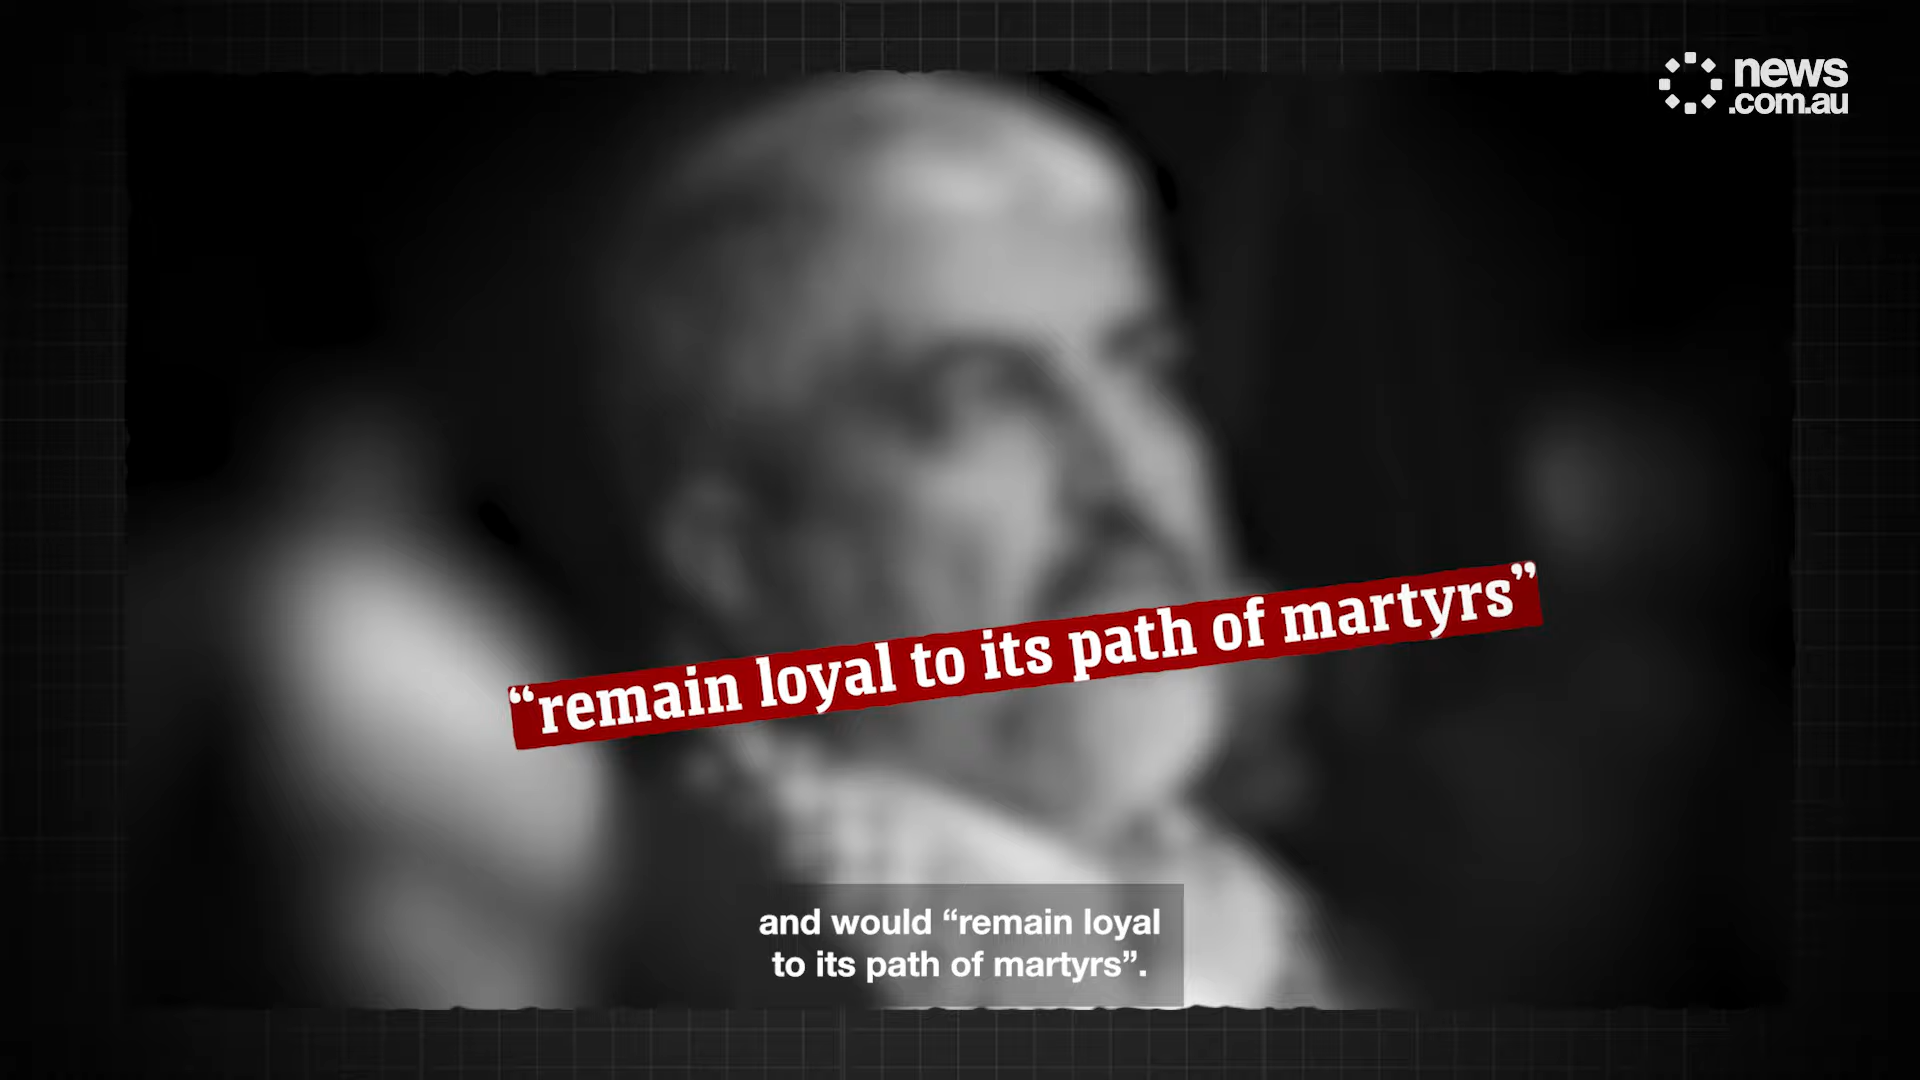 news
.com.au
“remain loyal to its path of martyrs”
and would “remain loyal
to its path of martyrs”.